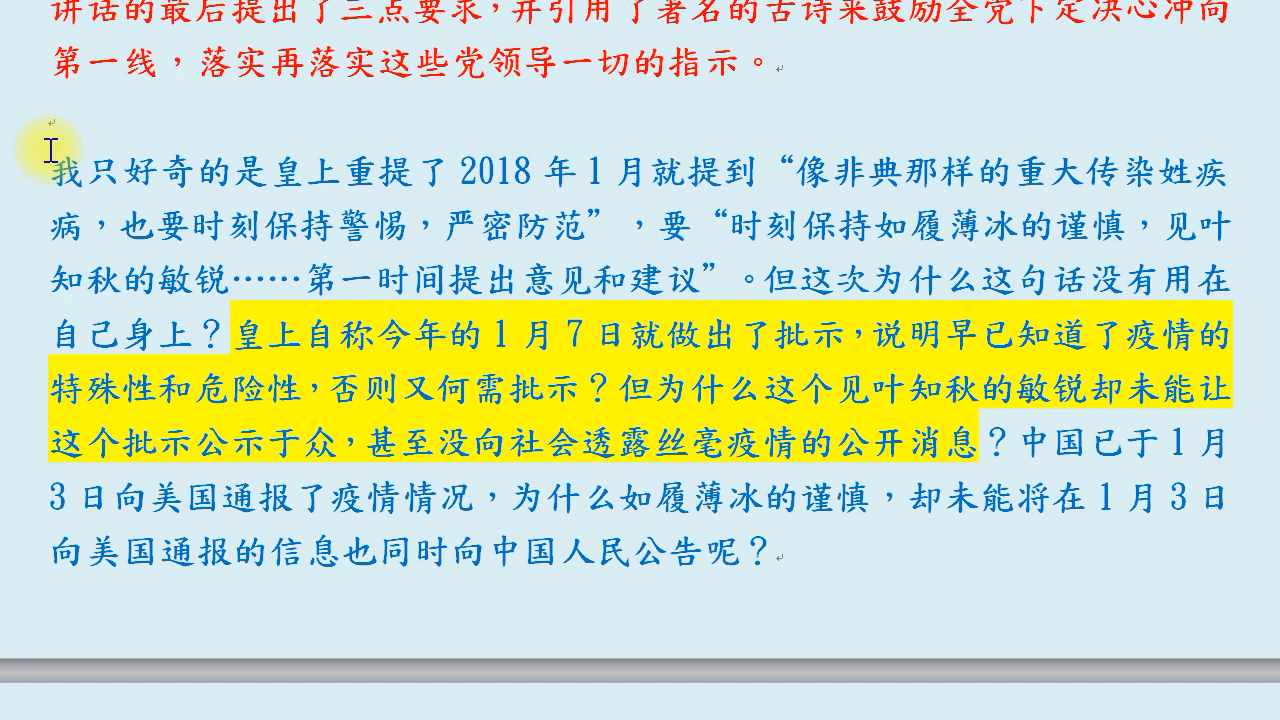 讲话的最后提出了三点要求，并引用了著名的古诗来鼓励全党下定决心冲向
第一线，落实再落实这些党领导一切的指示。
我只好奇的是皇上重提了 2018 年 1 月就提到“像非典那样的重大传染姓疾
病，也要时刻保持警惕，严密防范”，要“时刻保持如履薄冰的谨慎，见叶
知秋的敏锐……第一时间提出意见和建议”。但这次为什么这句话没有用在
自己身上？皇上自称今年的 1 月 7 日就做出了批示，说明早已知道了疫情的
特殊性和危险性，否则又何需批示？但为什么这个见叶知秋的敏锐却未能让
这个批示公示于众，甚至没向社会透露丝毫疫情的公开消息？中国已于 1 月
3 日向美国通报了疫情情况，为什么如履薄冰的谨慎，却未能将在 1 月 3 日
向美国通报的信息也同时向中国人民公告呢？